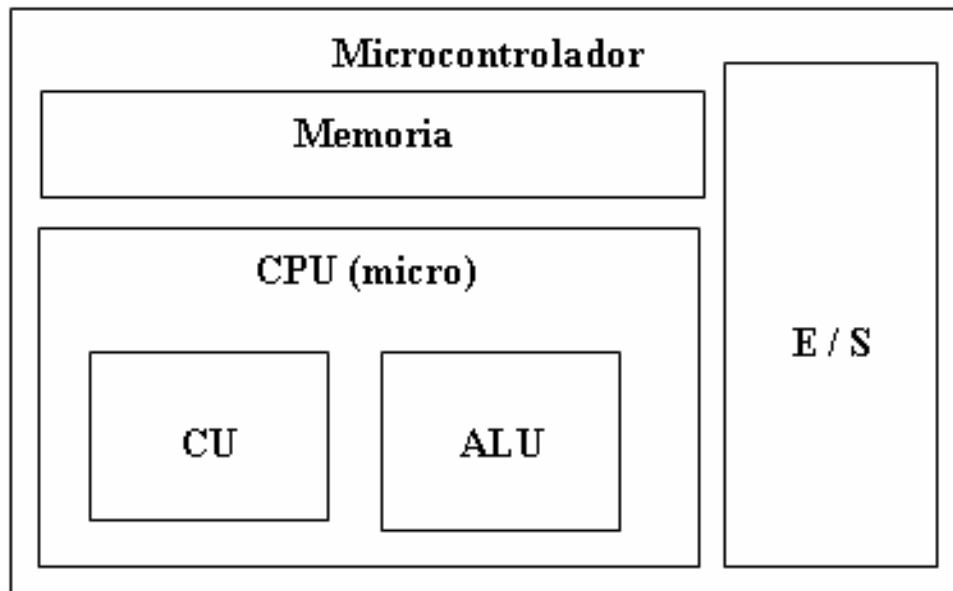 Microcontrolador
Memoria
CPU (micro)
E / S
CU
ALU